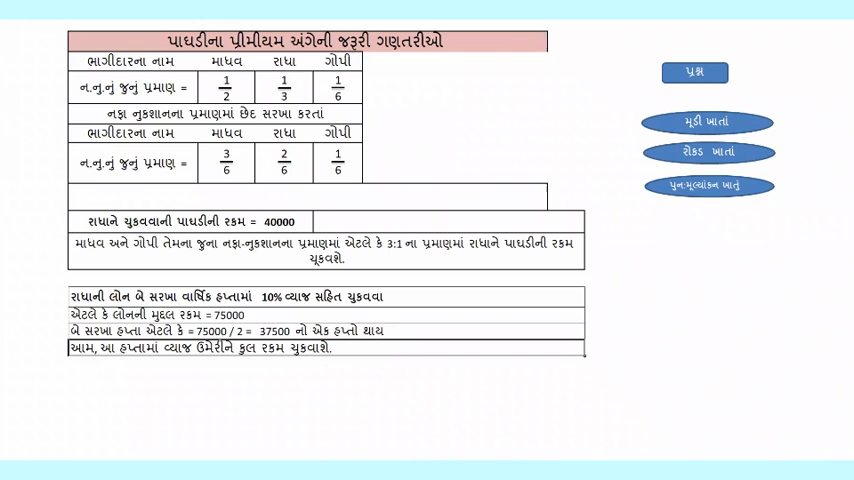 પાઘડીના પ્રીમીયમ અંગેની જરૂરી ગણતરીઓ
ભાગીદારના નામ માધવ રાધા ગોપી
ન.નુ.નું જુનું પ્રમાણ = 1/2 1/3 1/6
નફા નુકશાનના પ્રમાણમાં છેદ સરખા કરતાં
ભાગીદારના નામ માધવ રાધા ગોપી
ન.નુ.નું જુનું પ્રમાણ = 3/6 2/6 1/6
રાધાને ચુકવવાની પાઘડીની રકમ = 40000
માધવ અને ગોપી તેમના જુના નફા-નુકશાનના પ્રમાણમાં એટલે કે 3:1 ના પ્રમાણમાં રાધાને પાઘડીની રકમ
ચૂકવશે.
રાધાની લોન બે સરખા વાર્ષિક હપ્તામાં 10% વ્યાજ સહિત ચુકવવા
એટલે કે લોનની મુદ્દલ રકમ = 75000
બે સરખા હપ્તા એટલે કે = 75000 / 2 = 37500 નો એક હપ્તો થાય
આમ, આ હપ્તામાં વ્યાજ ઉમેરીને કુલ રકમ ચુકવાશે.
પ્રશ્ન
મૂડી ખાતાં
રોકડ ખાતાં
પુન:મૂલ્યાંકન ખાતું